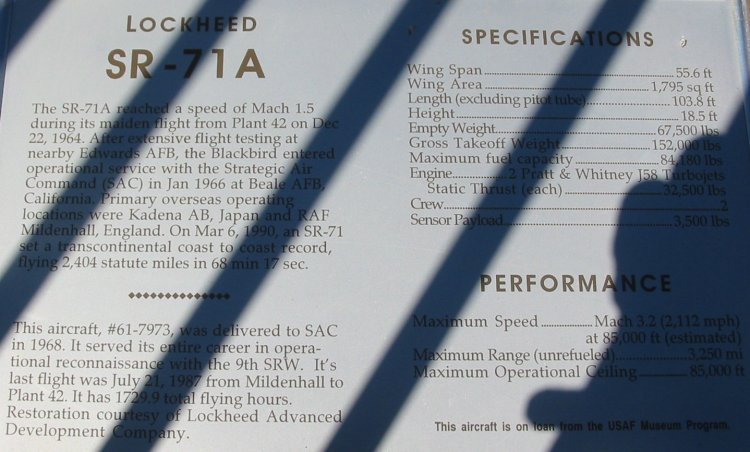 LOCKHEED
SR-71A
The SR-71A reached a speed of Mach 1.5
during its maiden flight from Plant 42 on Dec
22, 1964. After extensive flight testing at
nearby Edwards AFB, the Blackbird entered
operational service with the Strategic Air
Command (SAC) in Jan 1966 at Beale AFB,
California. Primary overseas operating
locations were Kadena AB, Japan and RAF
Mildenhall, England. On Mar 6, 1990, an SR-71
set a transcontinental coast to coast record,
flying 2,404 statute miles in 68 min 17 sec.
This aircraft, #61-7973, was delivered to SAC
in 1968. It served its entire career in opera-
tional reconnaissance with the 9th SRW. It's
last flight was July 21, 1987 from Mildenhall to
Plant 42. It has 1729.9 total flying hours.
Restoration courtesy of Lockheed Advanced
Development Company.
SPECIFICATIONS
Wing Span..........55.6 ft
Wing Area..........1,795 sq ft
Length (excluding pitot tube)..........103.8 ft
Height..........18.5 ft
Empty Weight..........67,500 lbs
Gross Takeoff Weight..........152,000 lbs
Maximum fuel capacity..........84,180 lbs
Engine..........2 Pratt & Whitney J58 Turbojets
Static Thrust (each)..........32,500 lbs
Crew..........2
Sensor Payload..........3,500 lbs
PERFORMANCE
Maximum Speed..........Mach 3.2 (2,112 mph)
at 85,000 ft (estimated)
Maximum Range (unrefueled)..........3,250 mi
Maximum Operational Ceiling..........85,000 ft
This aircraft is on loan from the USAF Museum Program.